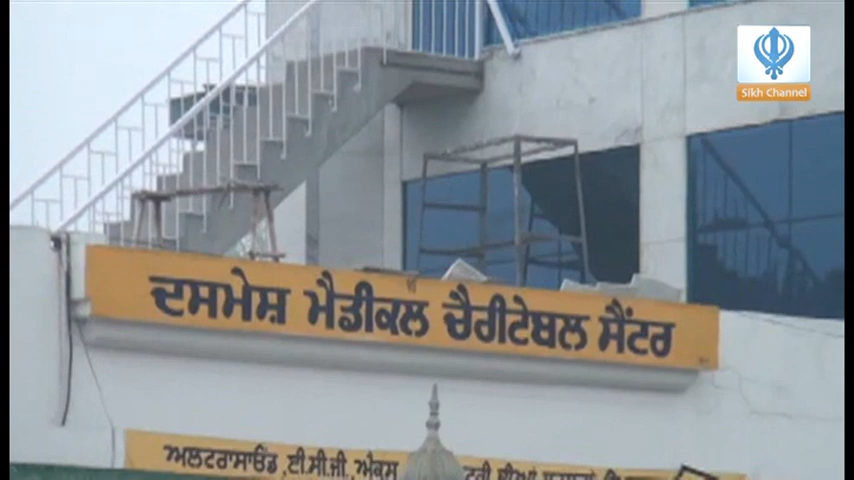 Sikh Channel
ਦਸਮੇਸ਼ ਮੈਡੀਕਲ ਚੈਰੀਟੇਬਲ ਸੈਂਟਰ
ਅਲਟਰਾਸਾਓਂਡ ,ਈ.ਸੀ.ਜੀ, ਐਕਸ